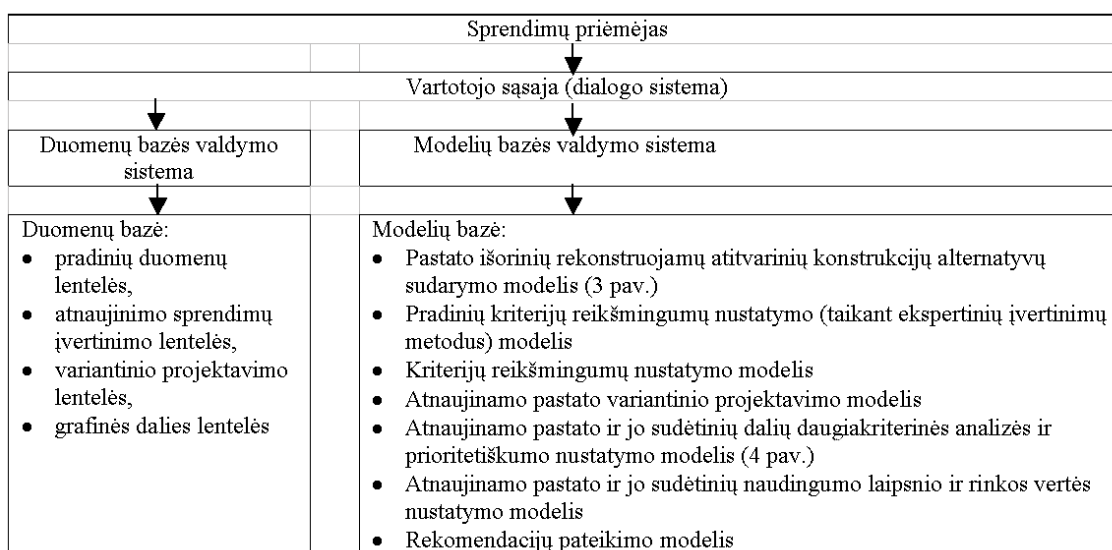 Sprendimų priėmėjas
Vartotojo sąsaja (dialogo sistema)
Duomenų bazės valdymo
sistema
Modelių bazės valdymo sistema
Duomenų bazė:
• pradinių duomenų
lentelės,
• atnaujinimo sprendimų
įvertinimo lentelės,
• variantinio projektavimo
lentelės,
• grafinės dalies lentelės
Modelių bazė:
• Pastato išorinių rekonstruojamų atitvarinių konstrukcijų alternatyvų
sudarymo modelis (3 pav.)
• Pradinių kriterijų reikšmingumų nustatymo (taikant ekspertinių įvertinimų
metodus) modelis
• Kriterijų reikšmingumų nustatymo modelis
• Atnaujinamo pastato variantinio projektavimo modelis
• Atnaujinamo pastato ir jo sudėtinių dalių daugiakriterinės analizės ir
prioritetiškumo nustatymo modelis (4 pav.)
• Atnaujinamo pastato ir jo sudėtinių naudingumo laipsnio ir rinkos vertės
nustatymo modelis
• Rekomendacijų pateikimo modelis